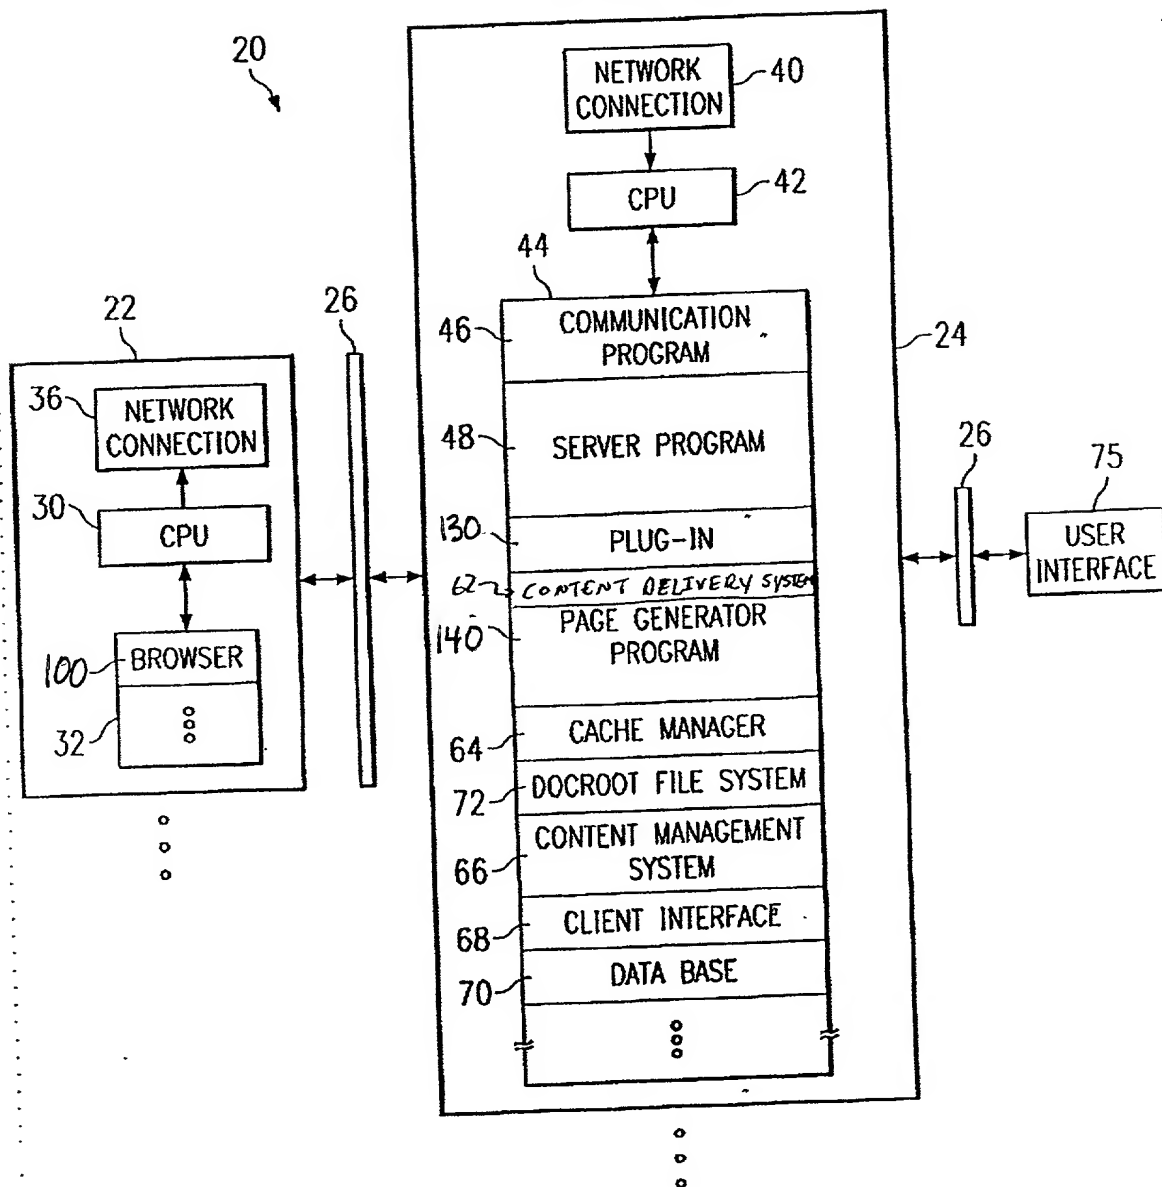 20
NETWORK
CONNECTION
40
CPU
42
44
22
26
46
COMMUNICATION
PROGRAM
24
36
NETWORK
CONNECTION
48
SERVER PROGRAM
26
75
30
CPU
130
PLUG-IN
USER
INTERFACE
62
CONTENT DELIVERY SYSTEM
140
PAGE GENERATOR
PROGRAM
100
BROWSER
32
64
CACHE MANAGER
72
DOCROOT FILE SYSTEM
66
CONTENT MANAGEMENT
SYSTEM
68
CLIENT INTERFACE
70
DATA BASE